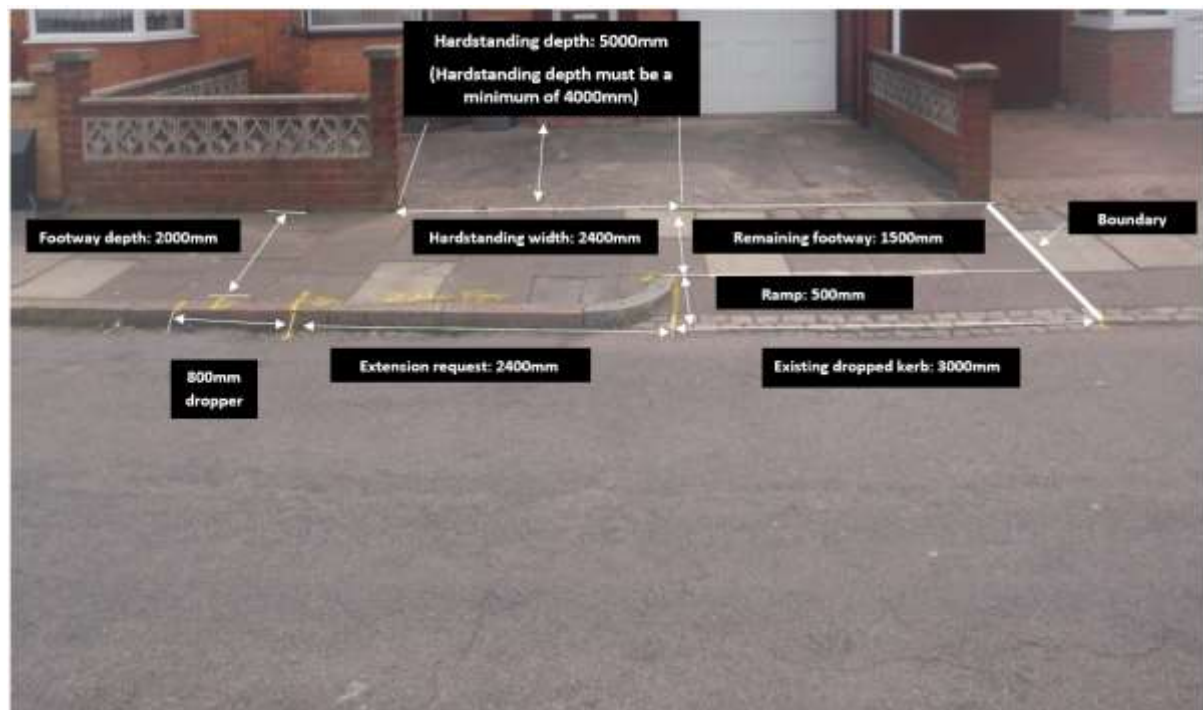 Hardstanding depth: 5000mm
(Hardstanding depth must be a
minimum of 4000mm)
Boundary
Footway depth: 2000mm
Hardstanding width: 2400mm
Remaining footway: 1500mm
Ramp: 500mm
800mm
dropper
Extension request: 2400mm
Existing dropped kerb: 3000mm